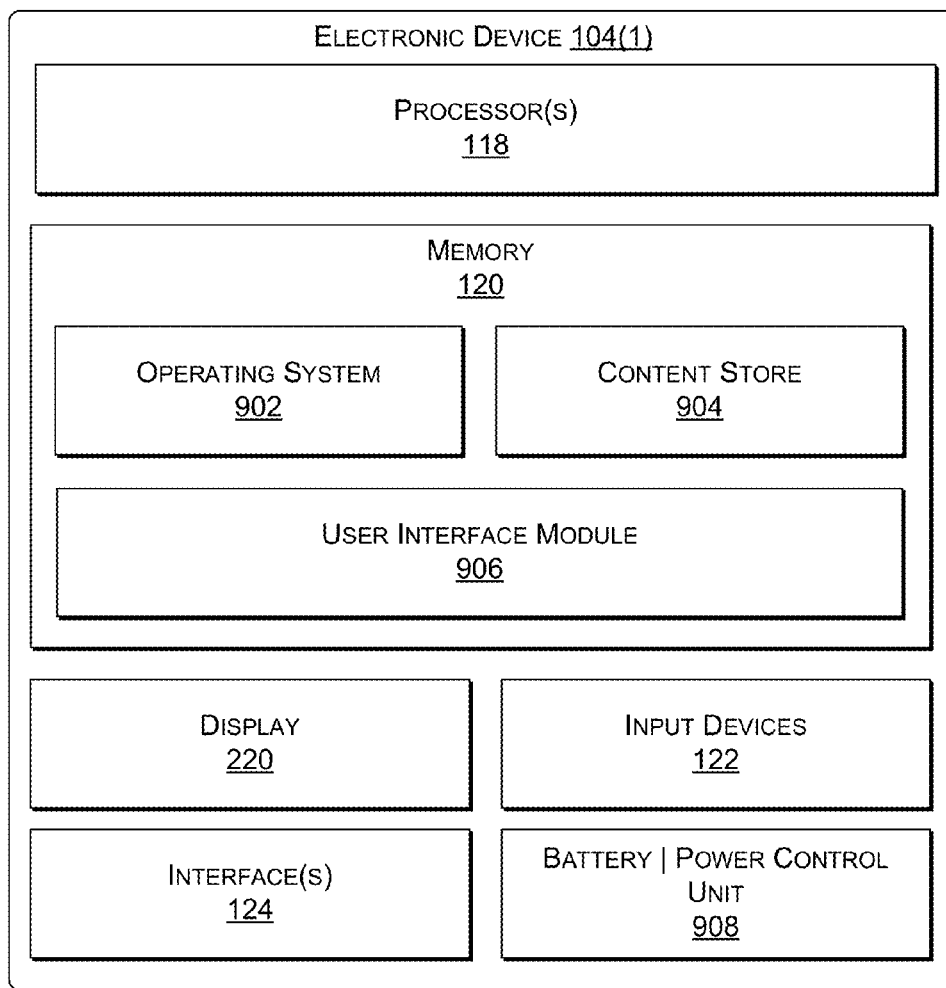 ELECTRONIC DEVICE 104(1)
PROCESSOR(S)
118
MEMORY
120
OPERATING SYSTEM
902
CONTENT STORE
904
USER INTERFACE MODULE
906
DISPLAY
220
INPUT DEVICES
122
INTERFACE(S)
124
BATTERY | POWER CONTROL
UNIT
908